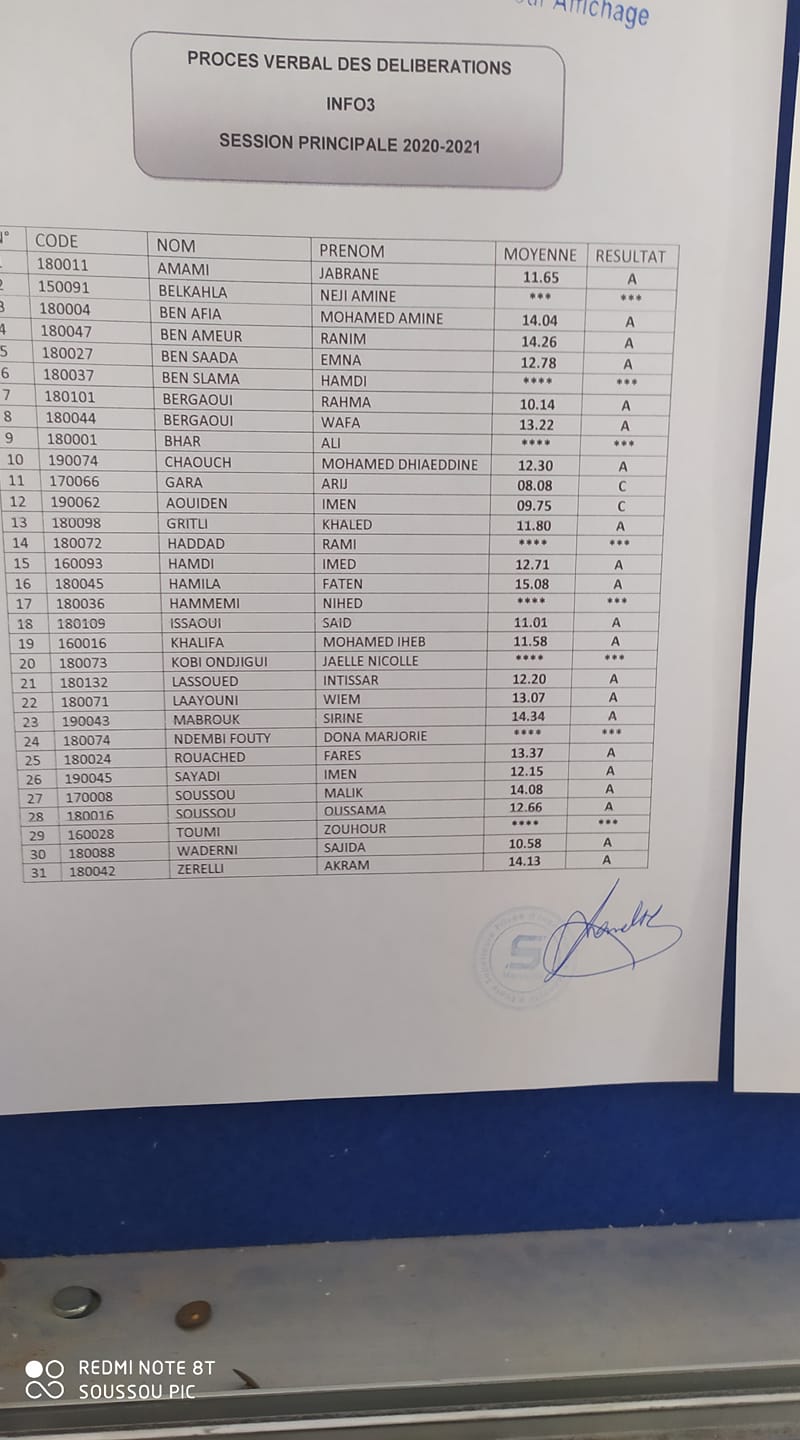 Affichage
PROCES VERBAL DES DELIBERATIONS
INFO3
SESSION PRINCIPALE 2020-2021
N° CODE NOM PRENOM MOYENNE RESULTAT
180011 AMAMI JABRANE 11.65 A
2 150091 BELKAHLA NEJI AMINE *** ***
3 180004 BEN AFIA MOHAMED AMINE 14.04 A
4 180047 BEN AMEUR RANIM 14.26 A
5 180027 BEN SAADA EMNA 12.78 A
6 180037 BEN SLAMA HAMDI **** ***
7 180101 BERGAOUI RAHMA 10.14 A
8 180044 BERGAOUI WAFA 13.22 A
9 180001 BHAR ALI **** ***
10 190074 CHAOUCH MOHAMED DHIAEDDINE 12.30 A
11 170066 GARA ARIJ 08.08 C
12 190062 AOUIDEN IMEN 09.75 C
13 180098 GRITLI KHALED 11.80 A
14 180072 HADDAD RAMI **** ***
15 160093 HAMDI IMED 12.71 A
16 180045 HAMILA FATEN 15.08 A
17 180036 HAMMEMI NIHED **** ***
18 180109 ISSAOUI SAID 11.01 A
19 160016 KHALIFA MOHAMED IHEB 11.58 A
20 180073 KOBI ONDJIGUI JAELLE NICOLLE **** ***
21 180132 LASSOUED INTISSAR 12.20 A
22 180071 LAAYOUNI WIEM 13.07 A
23 190043 MABROUK SIRINE 14.34 A
24 180074 NDEMBI FOUTY DONA MARJORIE **** ***
25 180024 ROUACHED FARES 13.37 A
26 190045 SAYADI IMEN 12.15 A
27 170008 SOUSSOU MALIK 14.08 A
28 180016 SOUSSOU OUSSAMA 12.66 A
29 160028 TOUMI ZOUHOUR **** ***
30 180088 WADERNI SAJIDA 10.58 A
31 180042 ZERELLI AKRAM 14.13 A
REDMI NOTE 8T
SOUSSOU PIC